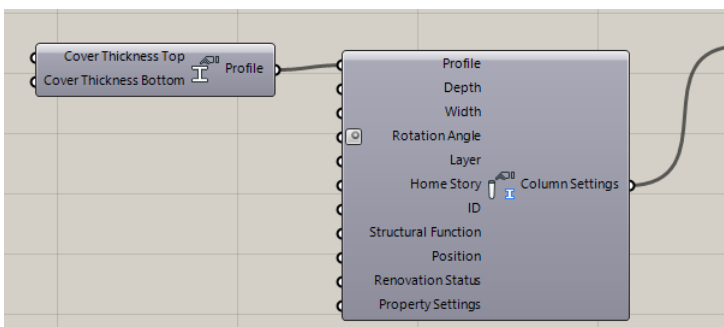 Cover Thickness Top
Cover Thickness Bottom
Profile
Profile
Depth
Width
Rotation Angle
Layer
Home Story
ID
Structural Function
Position
Renovation Status
Property Settings
Column Settings